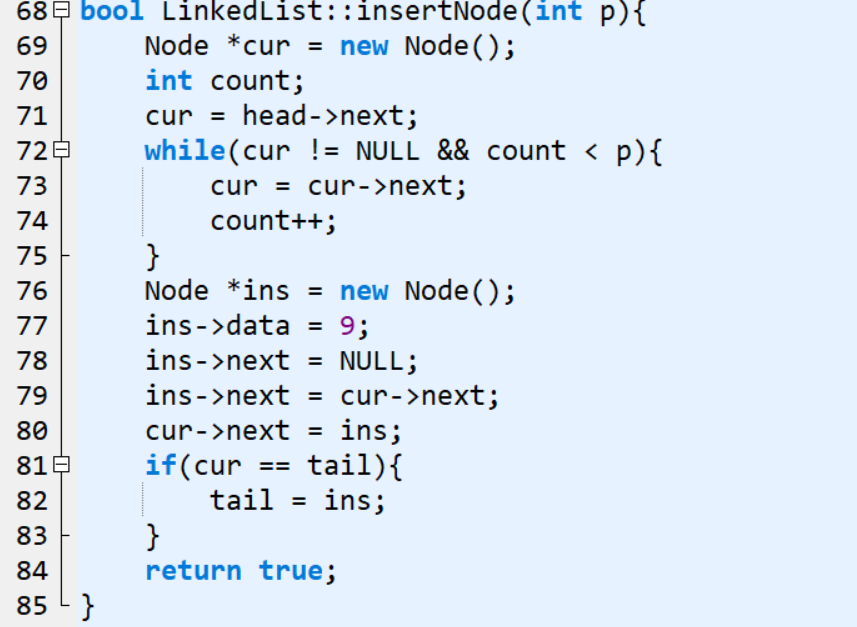 68 bool LinkedList::insertNode(int p){
69     Node *cur = new Node();
70     int count;
71     cur = head->next;
72     while(cur != NULL && count < p){
73         cur = cur->next;
74         count++;
75     }
76     Node *ins = new Node();
77     ins->data = 9;
78     ins->next = NULL;
79     ins->next = cur->next;
80     cur->next = ins;
81     if(cur == tail){
82         tail = ins;
83     }
84     return true;
85 }